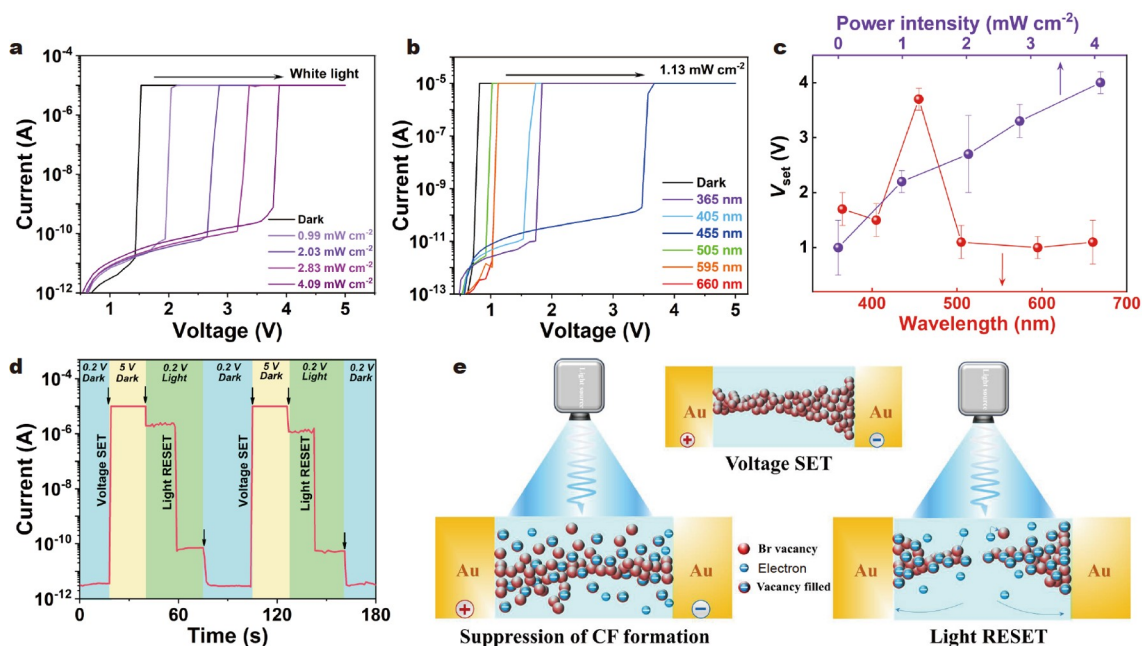 a
White light
Dark
0.99 mW cm-2
2.03 mW cm-2
2.83 mW cm-2
4.09 mW cm-2
10-4
10-6
10-8
10-10
10-12
Current (A)
1 2 3 4 5
Voltage (V)
b
1.13 mW cm-2
Dark
365 nm
405 nm
455 nm
505 nm
595 nm
660 nm
10-3
10-5
10-7
10-9
10-11
10-13
Current (A)
1 2 3 4 5
Voltage (V)
c
Power intensity (mW cm-2)
0 1 2 3 4
4
3
2
1
Vset (V)
400 500 600 700
Wavelength (nm)
d
0.2 V 5 V 0.2 V 0.2 V 5 V 0.2 V 0.2 V
Dark Dark Light Dark Dark Light Dark
Voltage SET
Light RESET
Voltage SET
Light RESET
10-4
10-6
10-8
10-10
10-12
Current (A)
0 60 120 180
Time (s)
e
Light source
Au Au
+ −
Voltage SET
Light source
Au Au
+ −
Suppression of CF formation
Br vacancy
Electron
Vacancy filled
Au Au
Light RESET